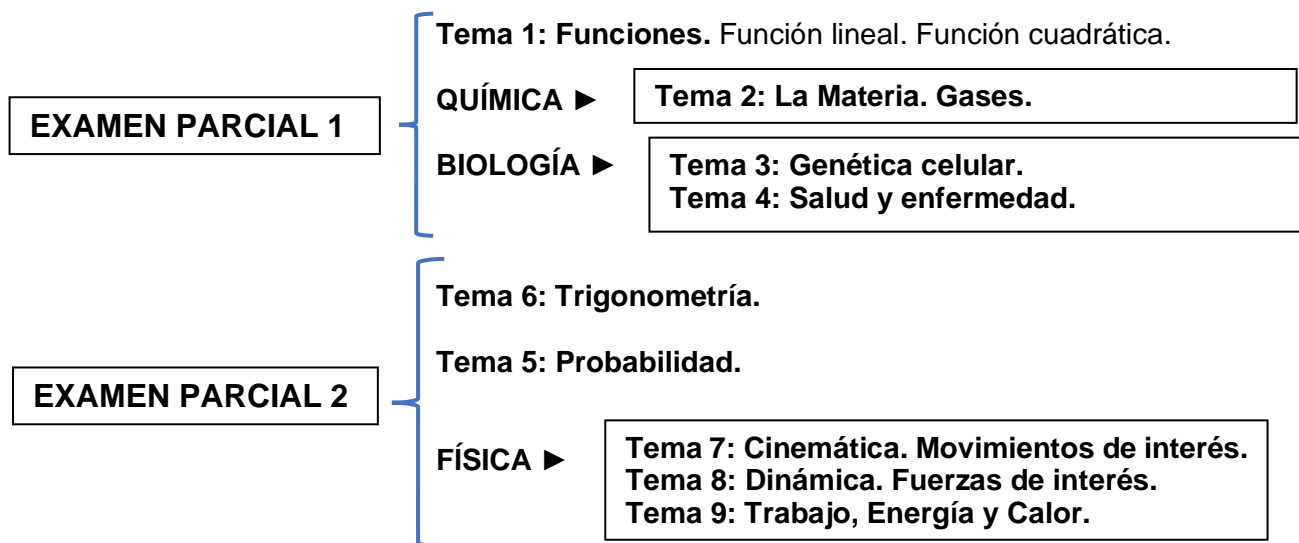 EXAMEN PARCIAL 1
Tema 1: Funciones. Función lineal. Función cuadrática.
QUÍMICA ►
Tema 2: La Materia. Gases.
BIOLOGÍA ►
Tema 3: Genética celular.
Tema 4: Salud y enfermedad.
EXAMEN PARCIAL 2
Tema 6: Trigonometría.
Tema 5: Probabilidad.
FÍSICA ►
Tema 7: Cinemática. Movimientos de interés.
Tema 8: Dinámica. Fuerzas de interés.
Tema 9: Trabajo, Energía y Calor.